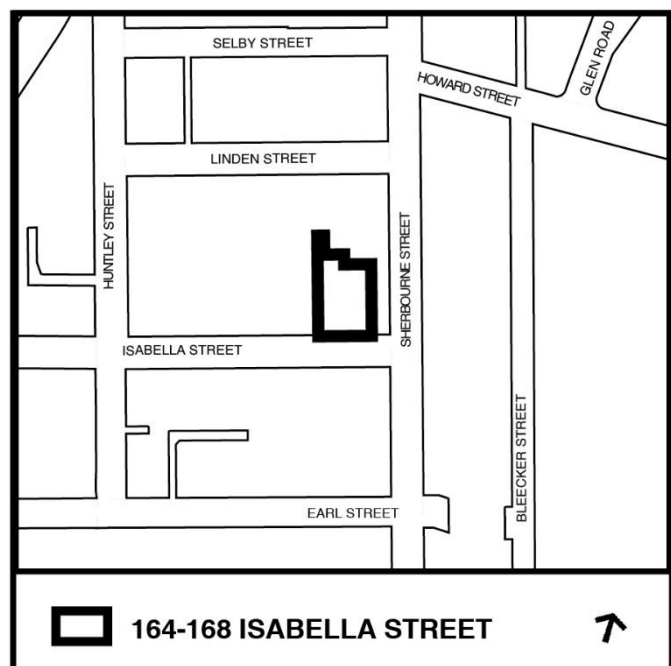 SELBY STREET
GLEN ROAD
HOWARD STREET
LINDEN STREET
HUNTLEY STREET
SHERBOURNE STREET
ISABELLA STREET
BLEECKER STREET
EARL STREET
164-168 ISABELLA STREET